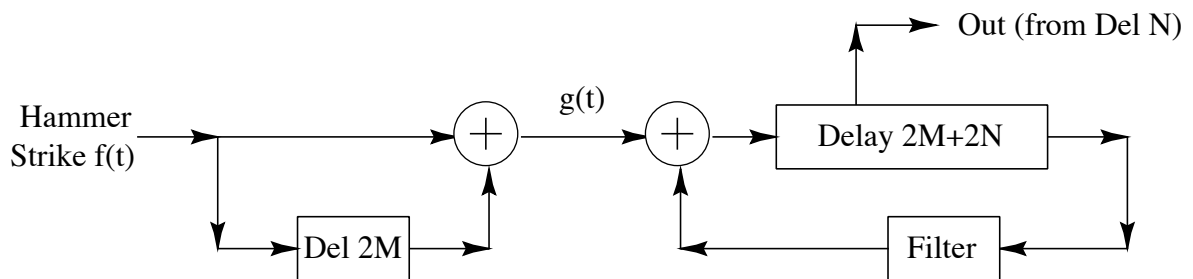 Out (from Del N)
g(t)
Hammer
Strike f(t)
+
+
Delay 2M+2N
Del 2M
Filter